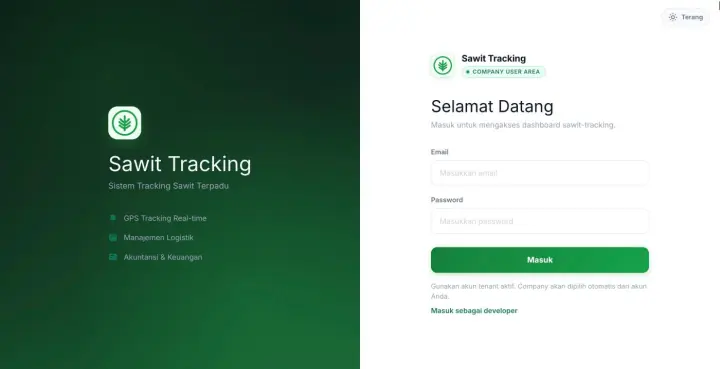 Sawit Tracking
Sistem Tracking Sawit Terpadu
GPS Tracking Real-time
Manajemen Logistik
Akuntansi & Keuangan
Terang
Sawit Tracking
COMPANY USER AREA
Selamat Datang
Masuk untuk mengakses dashboard sawit-tracking.
Email
Masukkan email
Password
Masukkan password
Masuk
Gunakan akun tenant aktif. Company akan dipilih otomatis dari akun
Anda.
Masuk sebagai developer